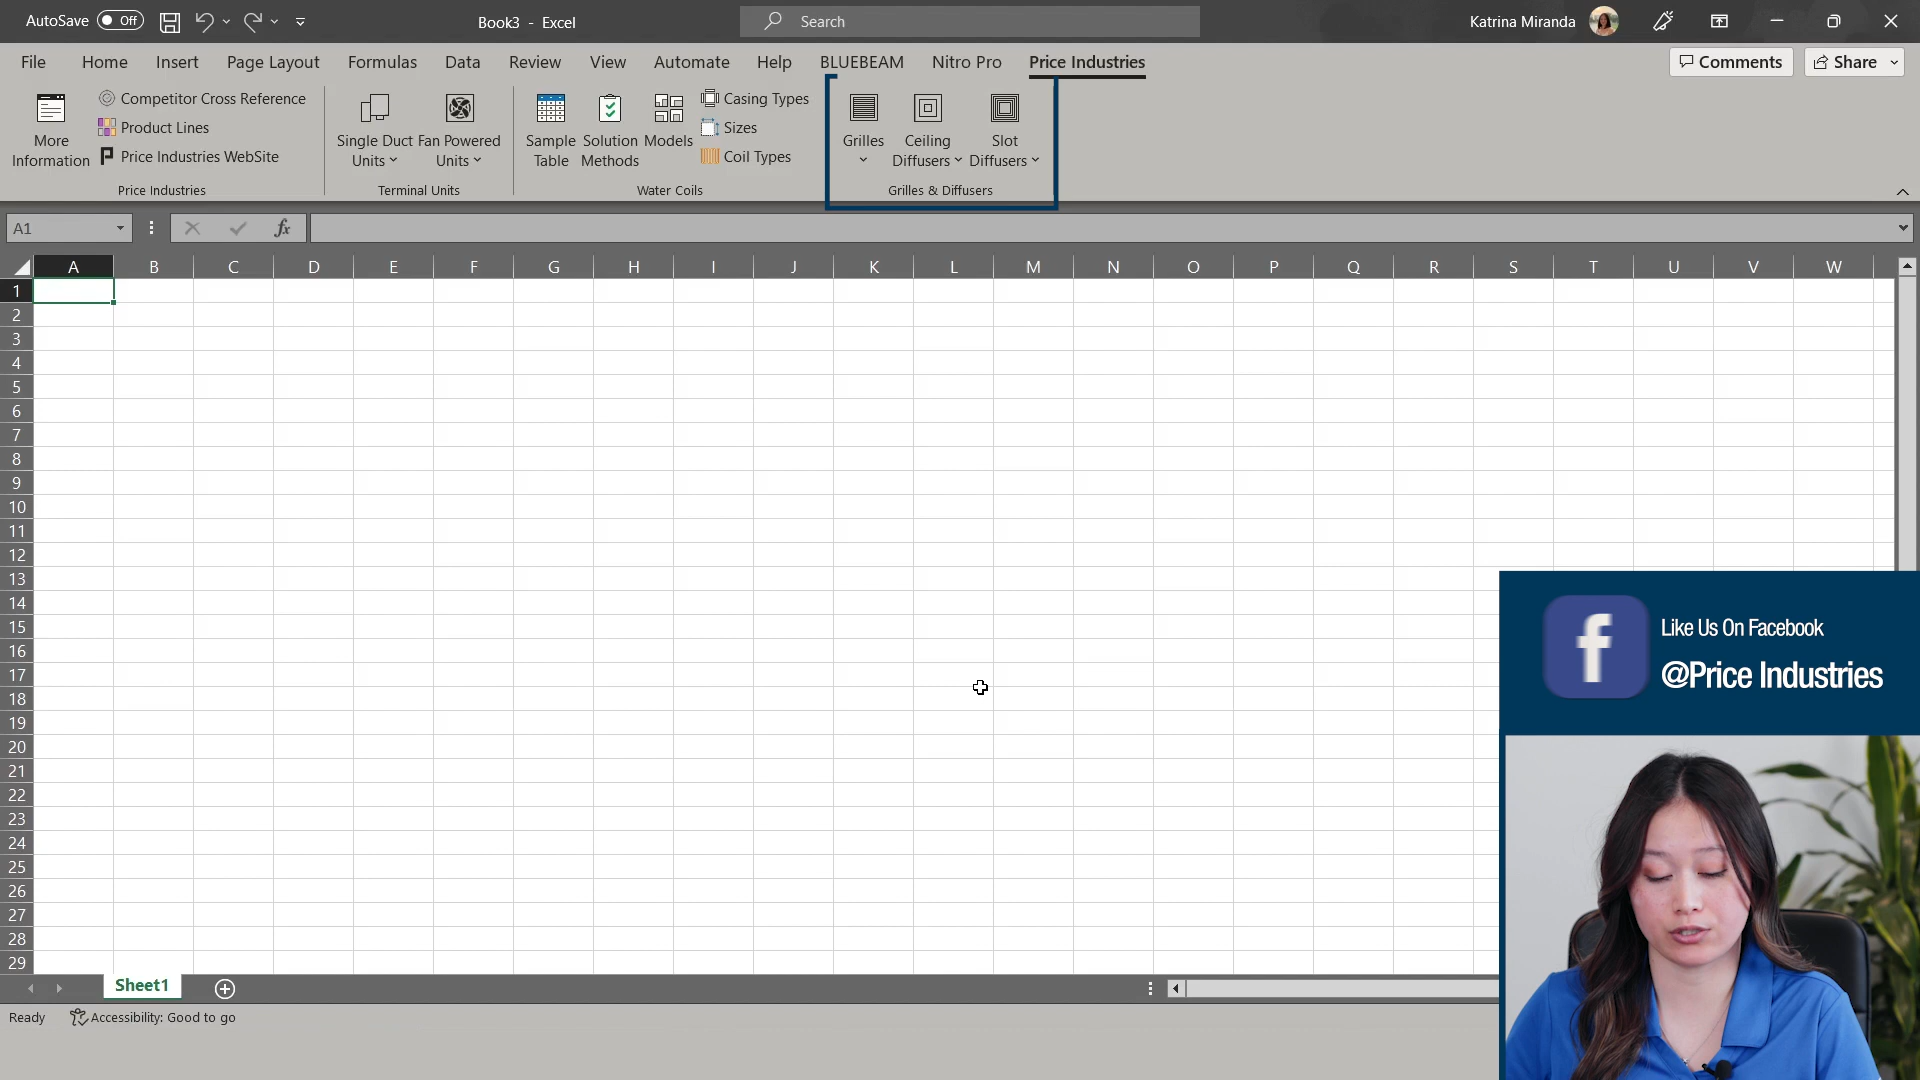 AutoSave Off Book3 - Excel Search Katrina Miranda
File Home Insert Page Layout Formulas Data Review View Automate Help BLUEBEAM Nitro Pro Price Industries Comments Share
More Information
Competitor Cross Reference
Product Lines
Price Industries WebSite
Price Industries
Single Duct Units
Fan Powered Units
Terminal Units
Sample Table
Solution Methods
Models
Casing Types
Sizes
Coil Types
Water Coils
Grilles
Ceiling Diffusers
Slot Diffusers
Grilles & Diffusers
A1 fx
A B C D E F G H I J K L M N O P Q R S T U V W
1
2
3
4
5
6
7
8
9
10
11
12
13
14
15
16
17
18
19
20
21
22
23
24
25
26
27
28
29
f
Like Us On Facebook
@Price Industries
Sheet1
Ready Accessibility: Good to go